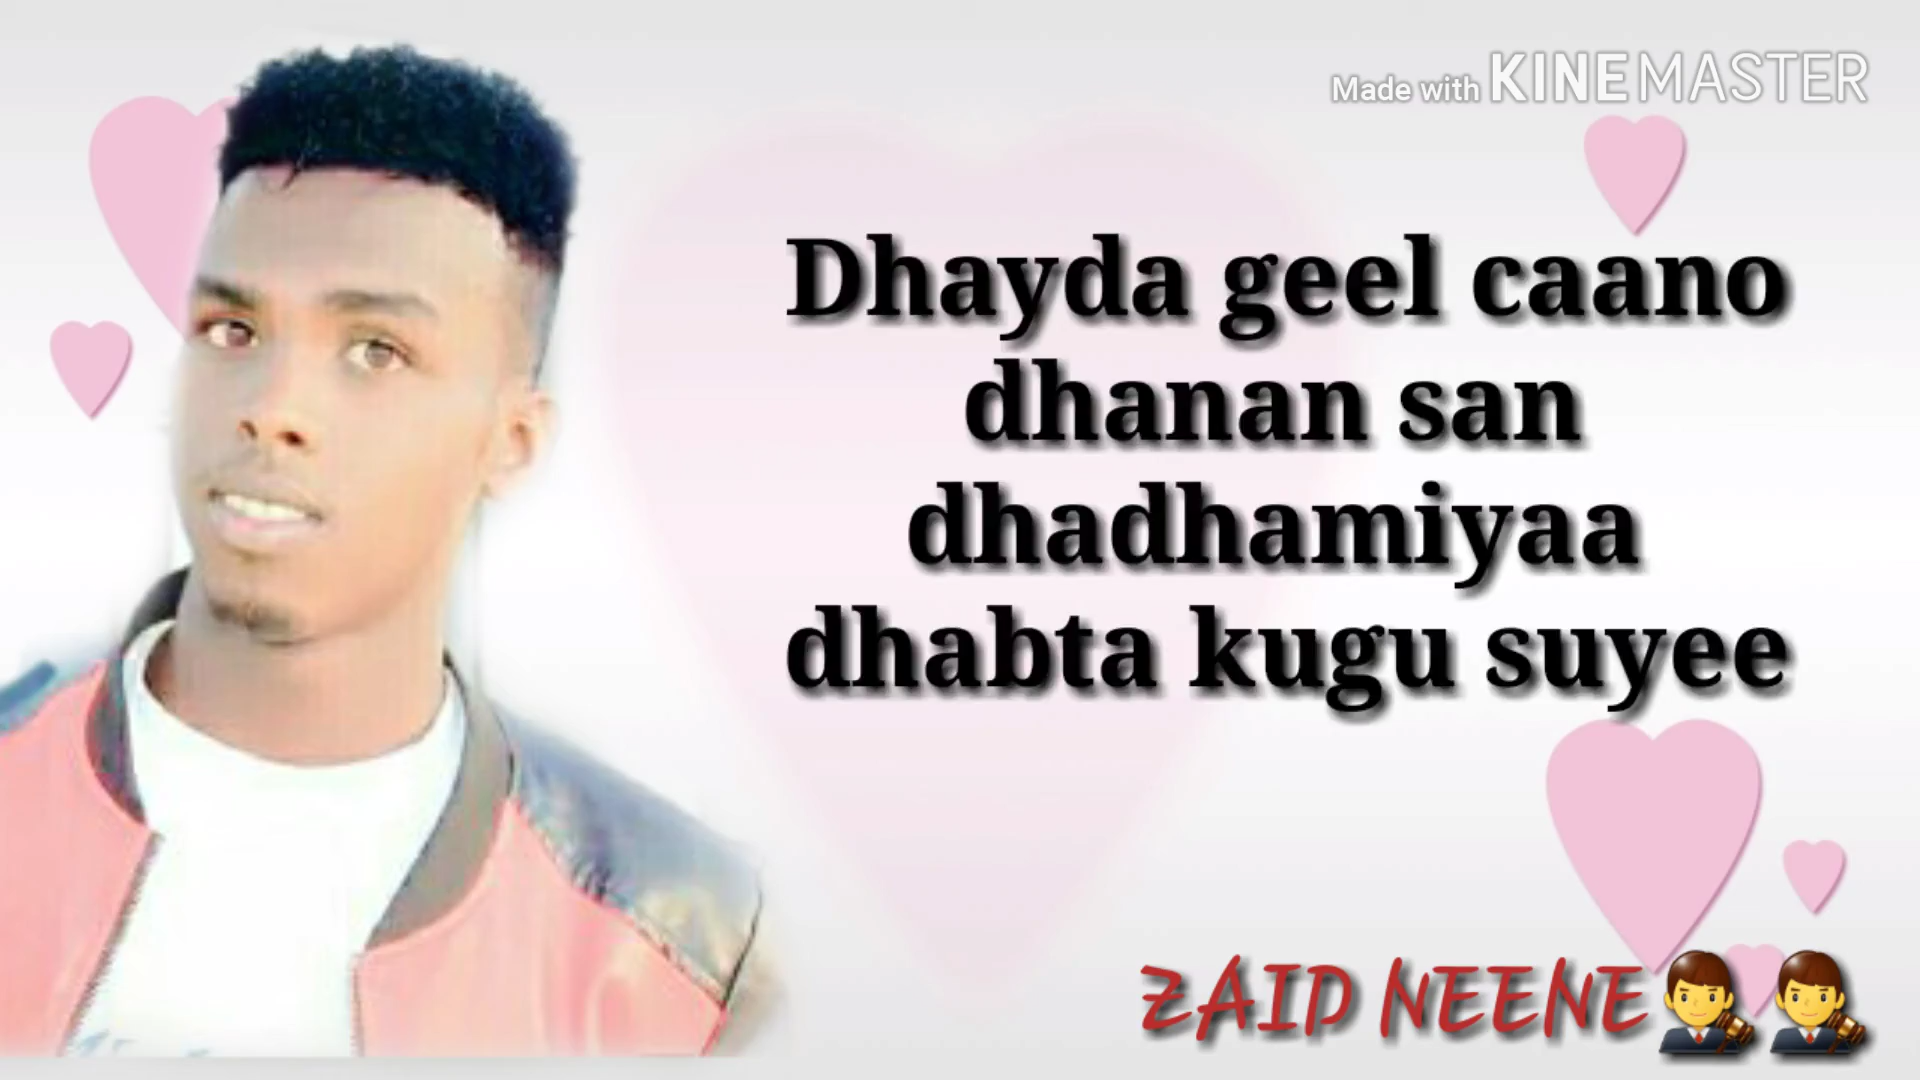 Made with KINEMASTER
Dhayda geel caano
dhanan san
dhadhamiyaa
dhabta kugu suyee
ZAID NEENE